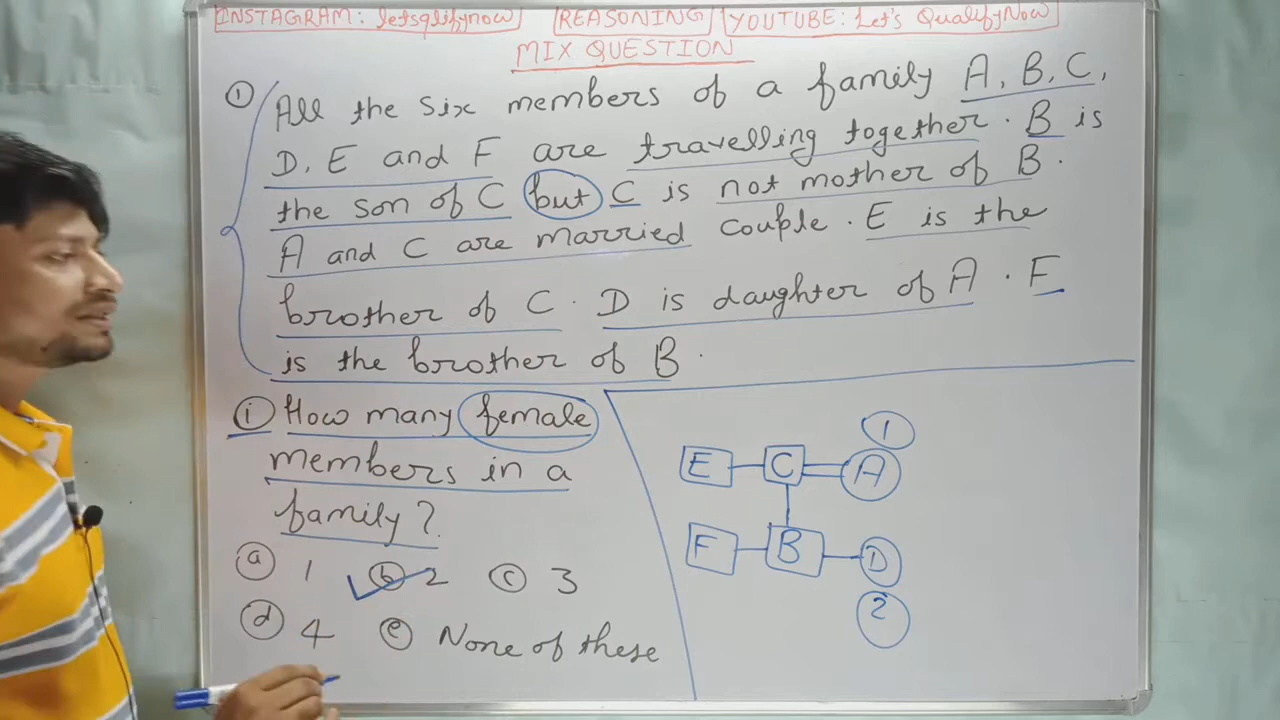 INSTAGRAM: letsqlifynow REASONING YOUTUBE: Let's QualifyNow
MIX QUESTION
① All the six members of a family A, B, C,
D, E and F are travelling together. B is
the son of C but C is not mother of B.
A and C are married couple. E is the
brother of C. D is daughter of A. F
is the brother of B.
ⓘ How many female
members in a
family?
ⓐ 1 ⓑ 2 ⓒ 3
ⓓ 4 ⓔ None of these
1
E C A
F B D
2